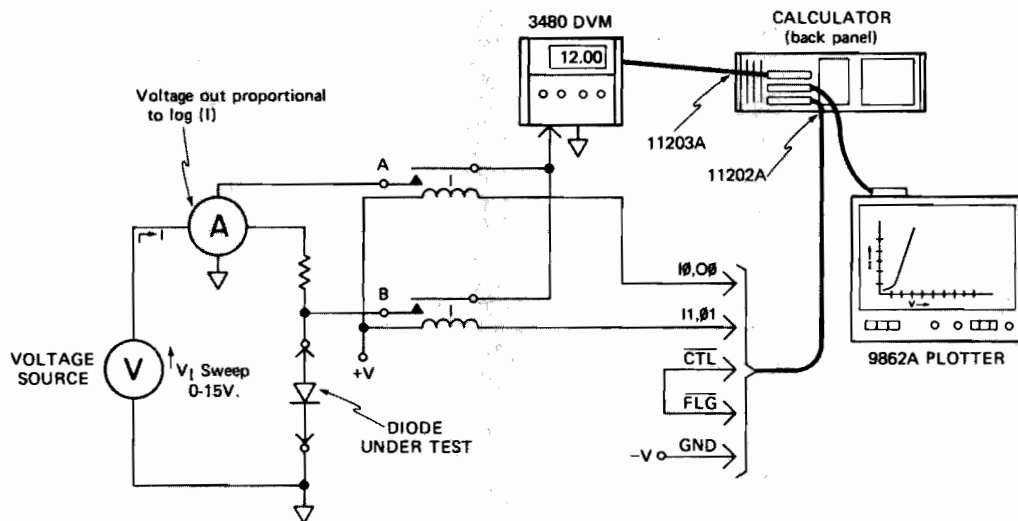 3480 DVM
CALCULATOR
(back panel)
12.00
Voltage out proportional
to log (I)
11203A
11202A
A
A
I
I
I
V
9862A PLOTTER
IØ,OØ
B
I
I1,Ø1
+V
VOLTAGE
SOURCE
V
V| Sweep
0-15V.
CTL
FLG
DIODE
UNDER TEST
-V
GND